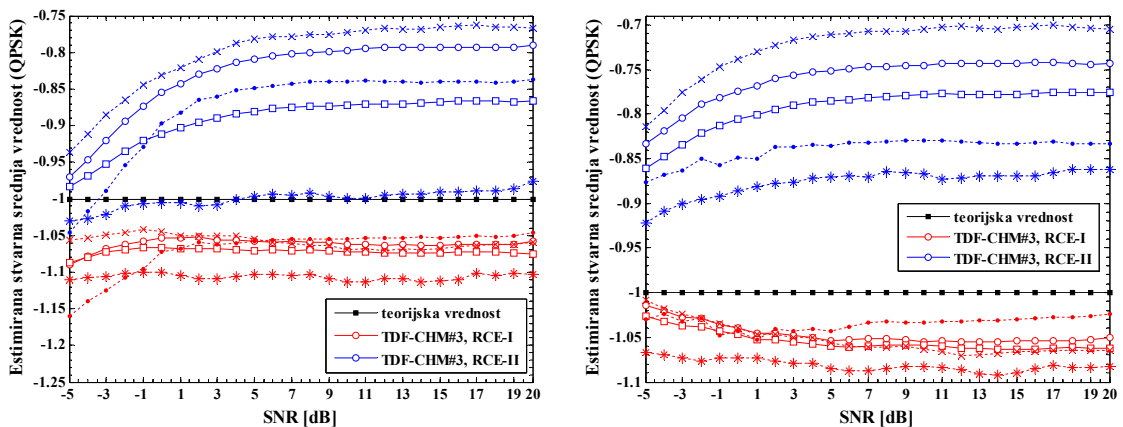 Estimirana stvarna srednja vrednost (QPSK)
-0.75
-0.8
-0.85
-0.9
-0.95
-1
-1.05
-1.1
-1.15
-1.2
-1.25
-5 -3 -1 1 3 5 7 9 11 13 15 17 19 20
SNR [dB]
teorijska vrednost
TDF-CHM#3, RCE-I
TDF-CHM#3, RCE-II
Estimirana stvarna srednja vrednost (QPSK)
-0.7
-0.75
-0.8
-0.85
-0.9
-0.95
-1
-1.05
-1.1
-5 -3 -1 1 3 5 7 9 11 13 15 17 19 20
SNR [dB]
teorijska vrednost
TDF-CHM#3, RCE-I
TDF-CHM#3, RCE-II